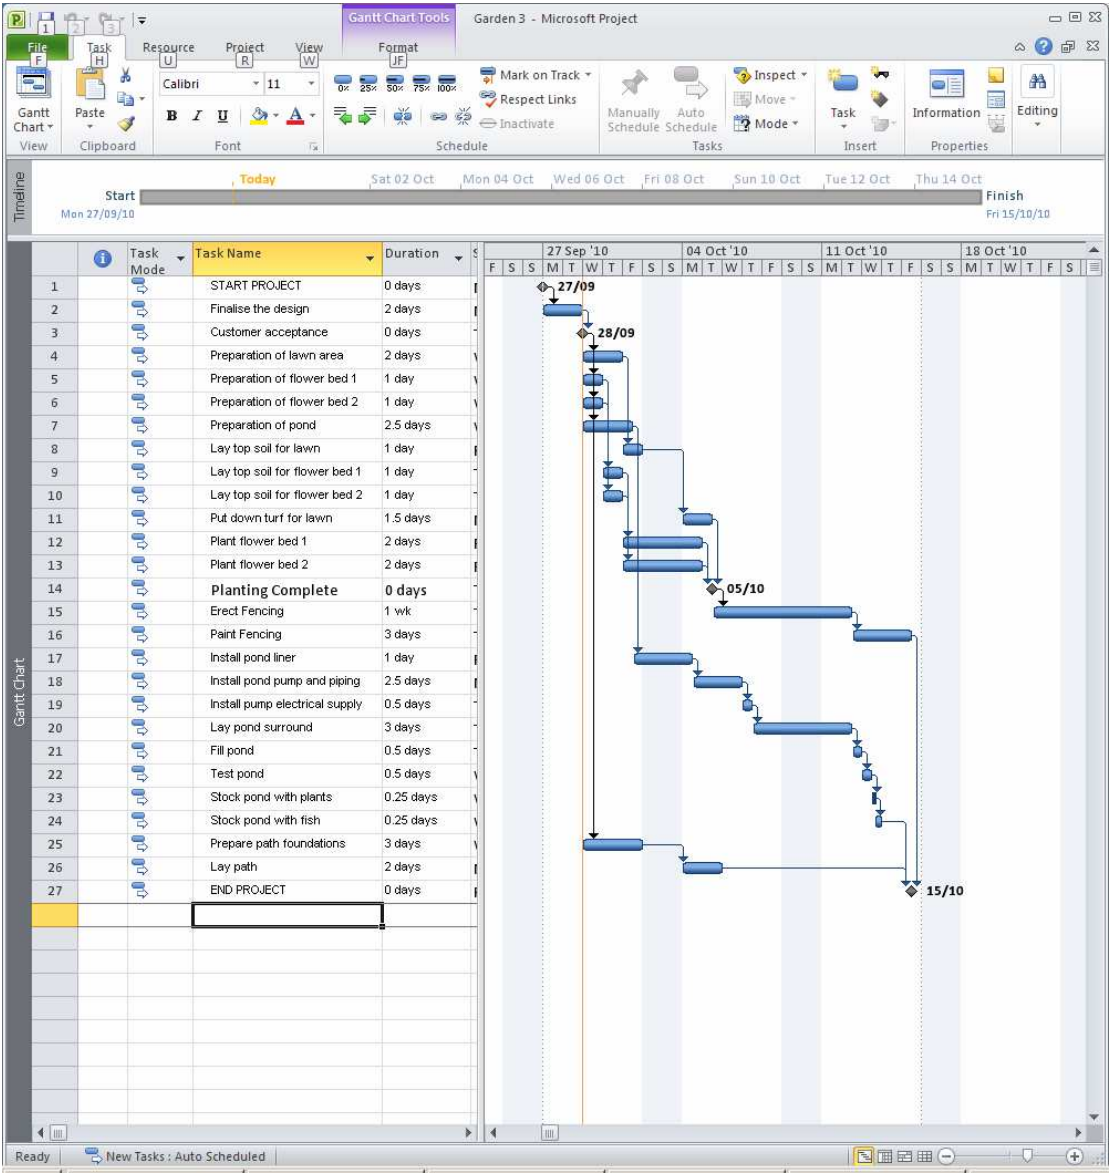 Gantt Chart Tools Garden 3 - Microsoft Project
1 2 3
File Task Resource Project View Format
F H U R W JF
Calibri 11 0% 25% 50% 75% 100% Mark on Track Inspect
Gantt Chart Paste Respect Links Manually Schedule Auto Schedule Move Task Information Editing
B I U A Inactivate Mode
View Clipboard Font Schedule Tasks Insert Properties
Timeline
Today Sat 02 Oct Mon 04 Oct Wed 06 Oct Fri 08 Oct Sun 10 Oct Tue 12 Oct Thu 14 Oct
Start Finish
Mon 27/09/10 Fri 15/10/10
Task Mode Task Name Duration S 27 Sep '10 04 Oct '10 11 Oct '10 18 Oct '10
F S S M T W T F S S M T W T F S S M T W T F S S M T W T F S
1 START PROJECT 0 days 27/09
2 Finalise the design 2 days
3 Customer acceptance 0 days 28/09
4 Preparation of lawn area 2 days
5 Preparation of flower bed 1 1 day
6 Preparation of flower bed 2 1 day
7 Preparation of pond 2.5 days
8 Lay top soil for lawn 1 day
9 Lay top soil for flower bed 1 1 day
10 Lay top soil for flower bed 2 1 day
11 Put down turf for lawn 1.5 days
12 Plant flower bed 1 2 days
13 Plant flower bed 2 2 days
14 Planting Complete 0 days 05/10
15 Erect Fencing 1 wk
16 Paint Fencing 3 days
17 Install pond liner 1 day
18 Install pond pump and piping 2.5 days
19 Install pump electrical supply 0.5 days
20 Lay pond surround 3 days
21 Fill pond 0.5 days
22 Test pond 0.5 days
23 Stock pond with plants 0.25 days
24 Stock pond with fish 0.25 days
25 Prepare path foundations 3 days
26 Lay path 2 days
27 END PROJECT 0 days 15/10
Gantt Chart
Ready New Tasks : Auto Scheduled